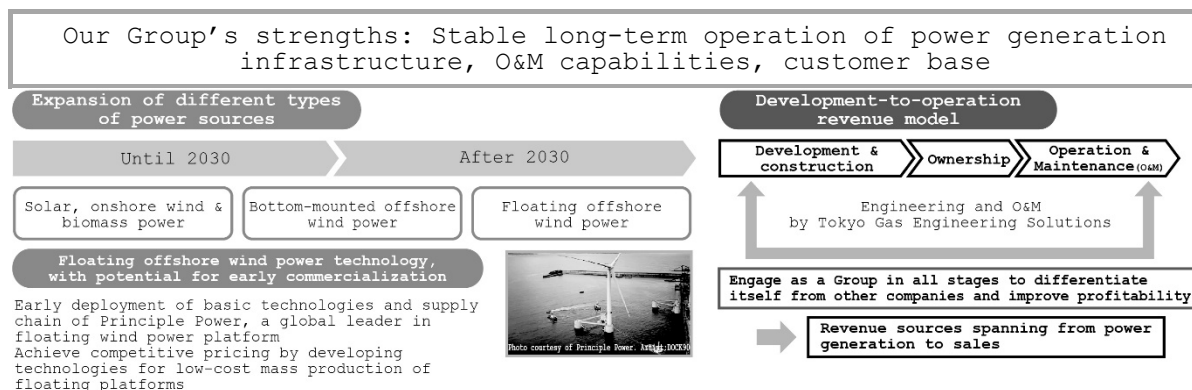 Our Group's strengths: Stable long-term operation of power generation
infrastructure, O&M capabilities, customer base
Expansion of different types
of power sources
Until 2030
After 2030
Solar, onshore wind &
biomass power
Bottom-mounted offshore
wind power
Floating offshore
wind power
Floating offshore wind power technology,
with potential for early commercialization
Early deployment of basic technologies and supply
chain of Principle Power, a global leader in
floating wind power platform
Achieve competitive pricing by developing
technologies for low-cost mass production of
floating platforms
Photo courtesy of Principle Power.
Development-to-operation
revenue model
Development &
construction
Ownership
Operation &
Maintenance(O&M)
Engineering and O&M
by Tokyo Gas Engineering Solutions
Engage as a Group in all stages to differentiate
itself from other companies and improve profitability
Revenue sources spanning from power
generation to sales